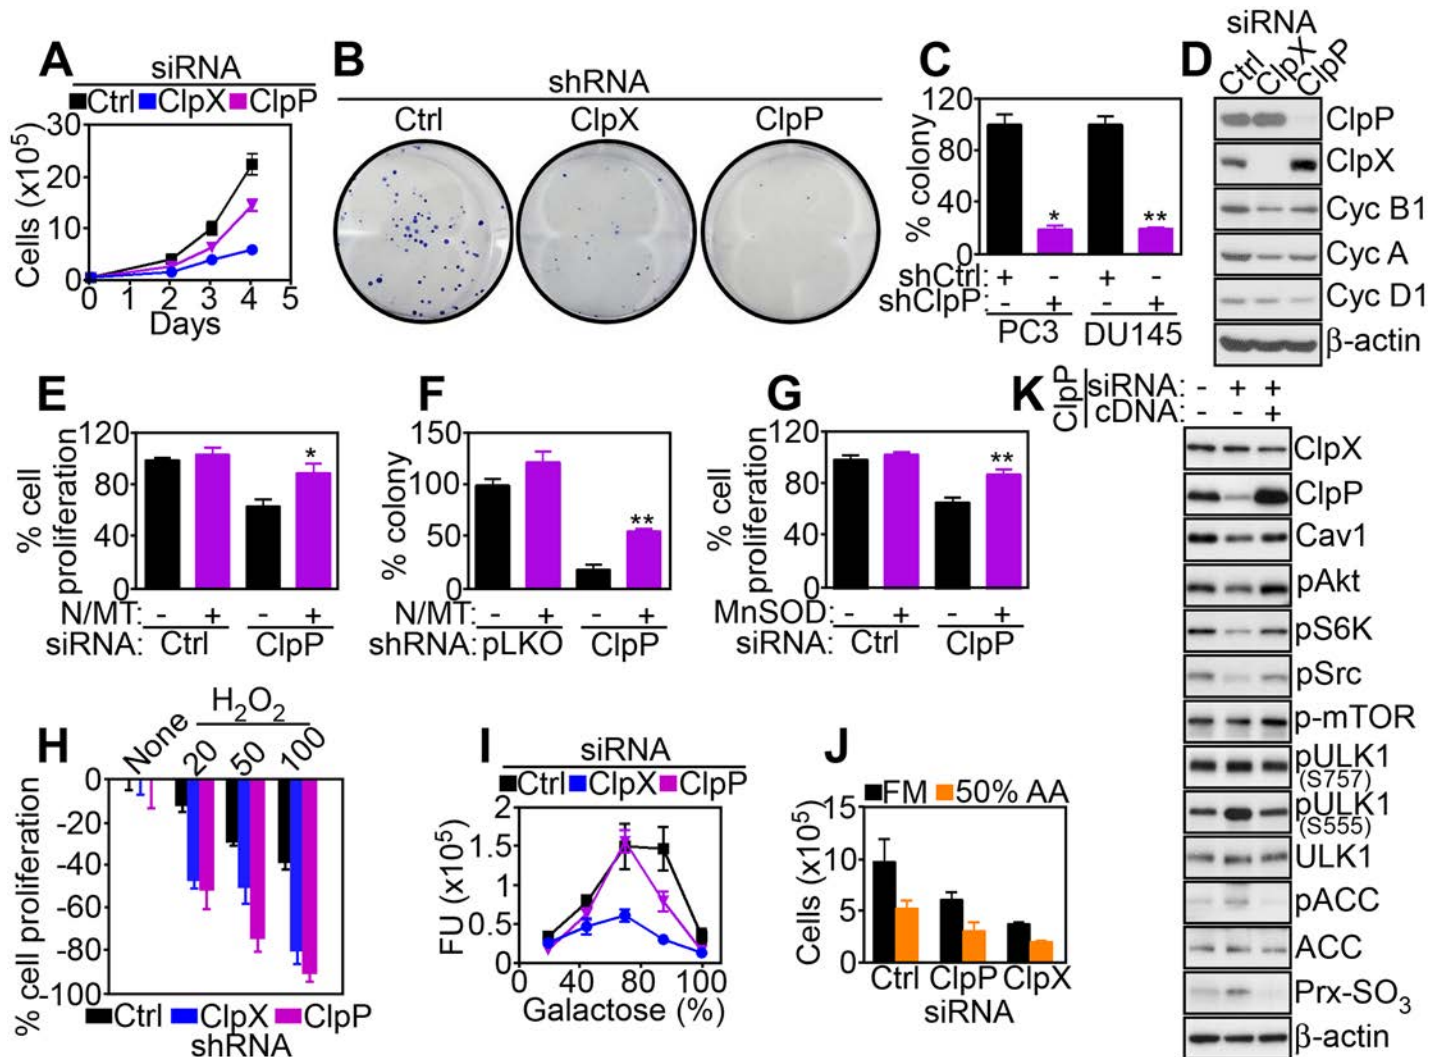 A
siRNA
Ctrl ClpX ClpP
Cells (x10⁵)
30
20
10
0
0 1 2 3 4 5
Days
B
shRNA
Ctrl ClpX ClpP
C
% colony
120
80
40
0
shCtrl: + - + -
shClpP: - + - +
PC3 DU145
D
siRNA
Ctrl ClpX ClpP
ClpP
ClpX
Cyc B1
Cyc A
Cyc D1
β-actin
E
% cell
proliferation
120
80
40
0
N/MT: - + - +
siRNA: Ctrl ClpP
*
F
% colony
150
100
50
0
N/MT: - + - +
shRNA: pLKO ClpP
**
G
% cell
proliferation
120
80
40
0
MnSOD: - + - +
siRNA: Ctrl ClpP
**
H
H₂O₂
None 20 50 100
% cell proliferation
0
-20
-40
-60
-80
-100
Ctrl ClpX ClpP
shRNA
I
siRNA
Ctrl ClpX ClpP
FU (x10⁵)
2
1.5
1
0.5
0
0 40 80 100
Galactose (%)
J
FM 50% AA
Cells (x10⁵)
15
10
5
0
Ctrl ClpP ClpX
siRNA
K
ClpP
siRNA: - + +
cDNA: - - +
ClpX
ClpP
Cav1
pAkt
pS6K
pSrc
p-mTOR
pULK1
(S757)
pULK1
(S555)
ULK1
pACC
ACC
Prx-SO₃
β-actin